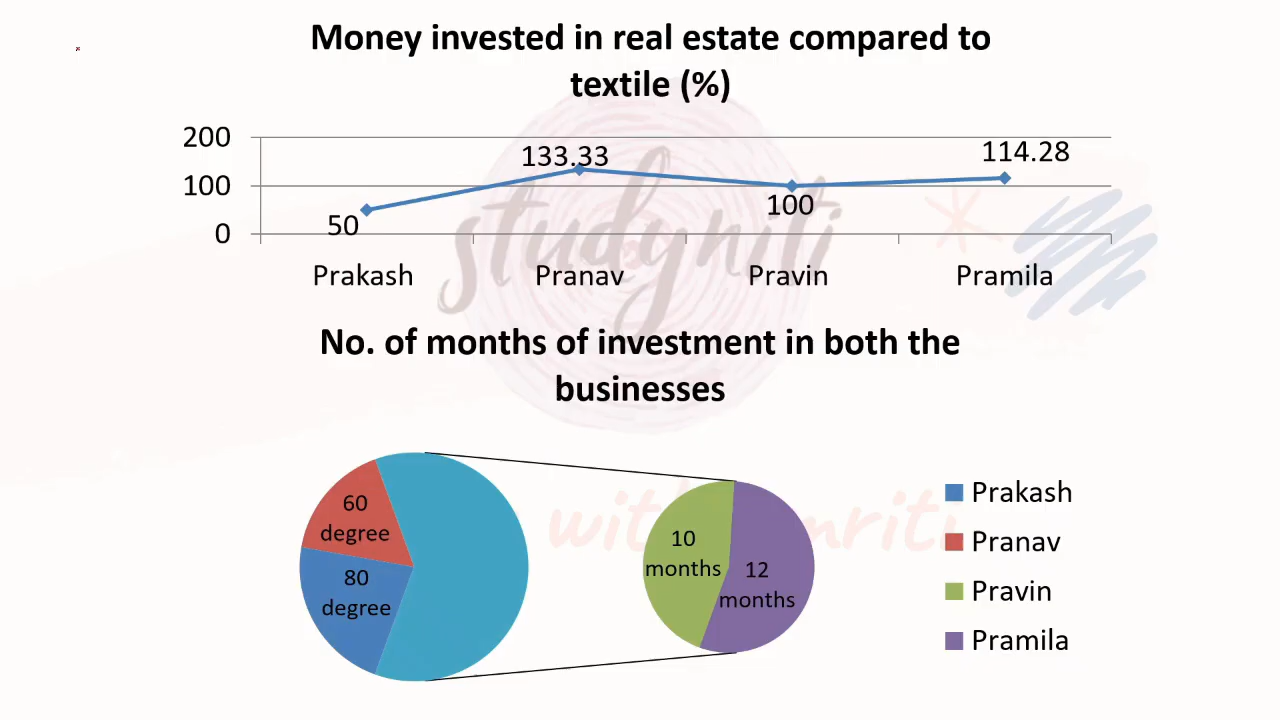 Money invested in real estate compared to
textile (%)
200
133.33
114.28
100
100
50
0
Prakash Pranav Pravin Pramila
studyniti
No. of months of investment in both the
businesses
60
degree
80
degree
10
months
12
months
Prakash
Pranav
Pravin
Pramila